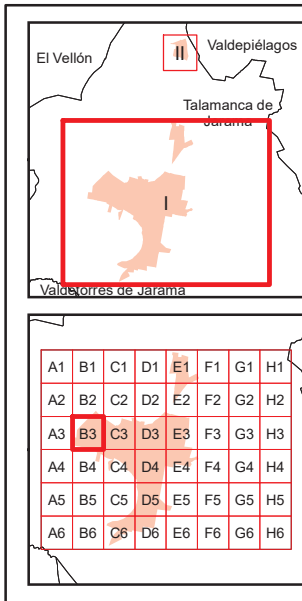 El Vellón
Valdepiélagos
II
Talamanca de
Jarama
I
Valdetorres de Jarama
A1 B1 C1 D1 E1 F1 G1 H1
A2 B2 C2 D2 E2 F2 G2 H2
A3 B3 C3 D3 E3 F3 G3 H3
A4 B4 C4 D4 E4 F4 G4 H4
A5 B5 C5 D5 E5 F5 G5 H5
A6 B6 C6 D6 E6 F6 G6 H6